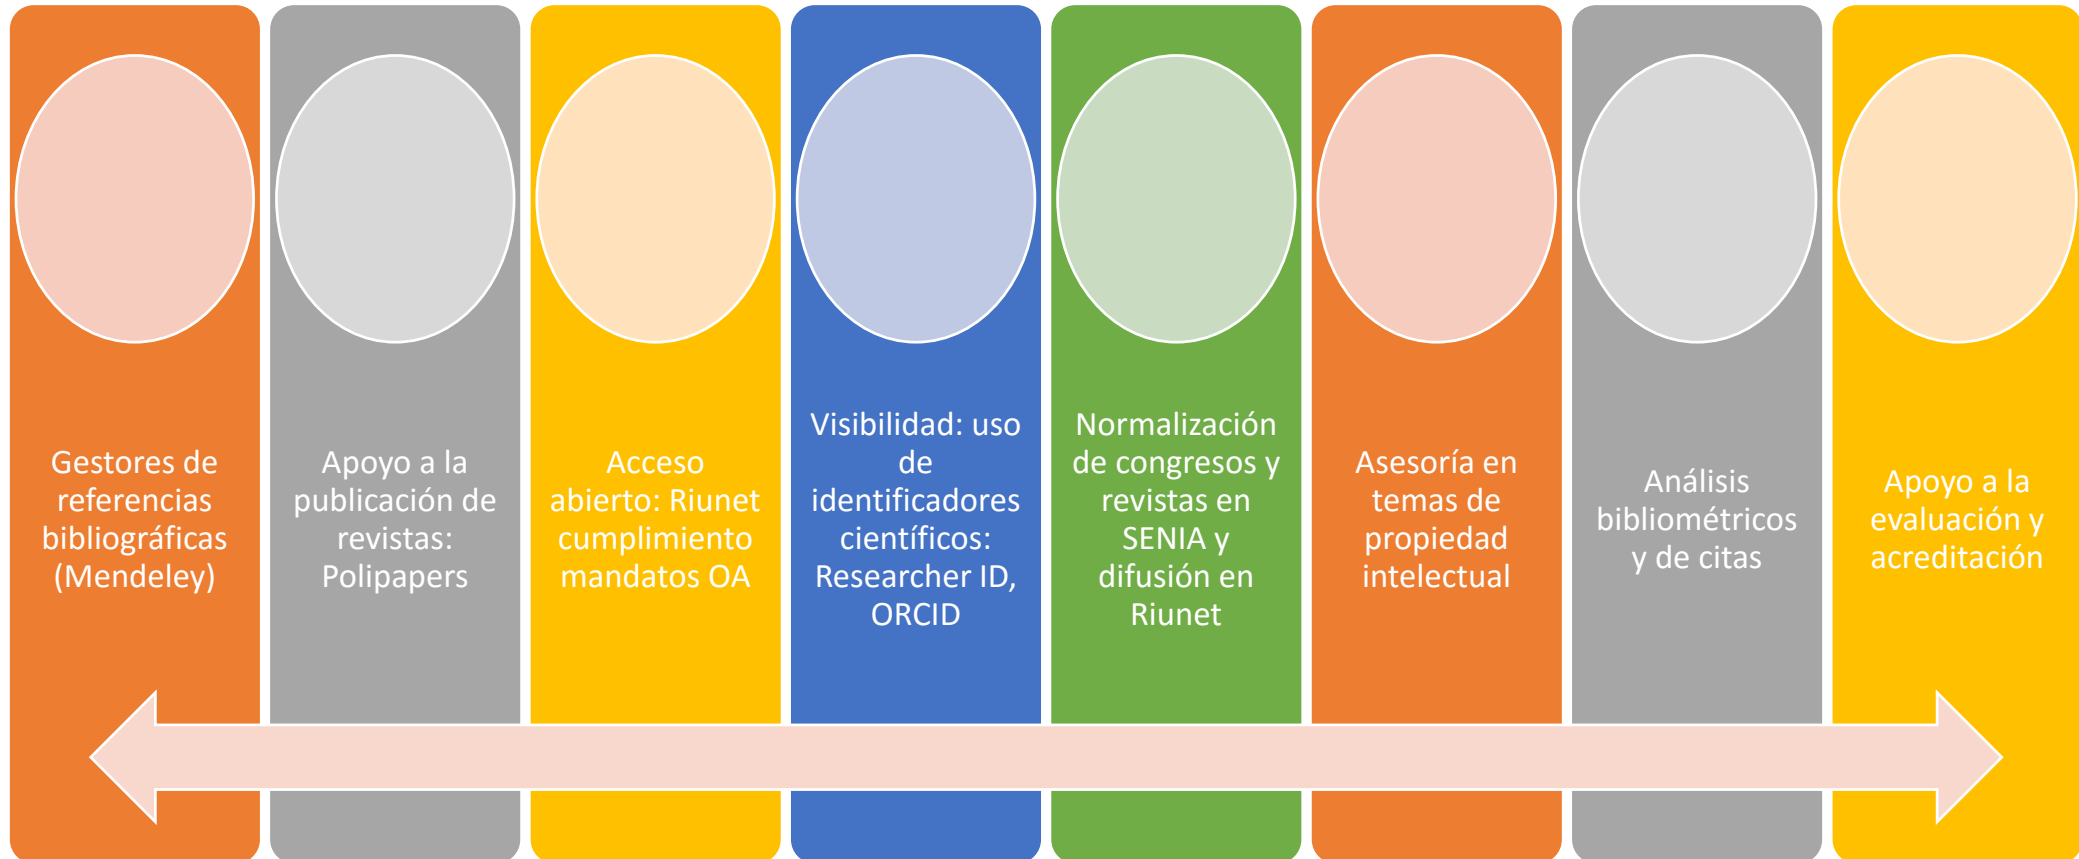 Gestores de
referencias
bibliográficas
(Mendeley)
Apoyo a la
publicación de
revistas:
Polipapers
Acceso
abierto: Riunet
cumplimiento
mandatos OA
Visibilidad: uso
de
identificadores
científicos:
Researcher ID,
ORCID
Normalización
de congresos y
revistas en
SENIA y
difusión en
Riunet
Asesoría en
temas de
propiedad
intelectual
Análisis
bibliométricos
y de citas
Apoyo a la
evaluación y
acreditación